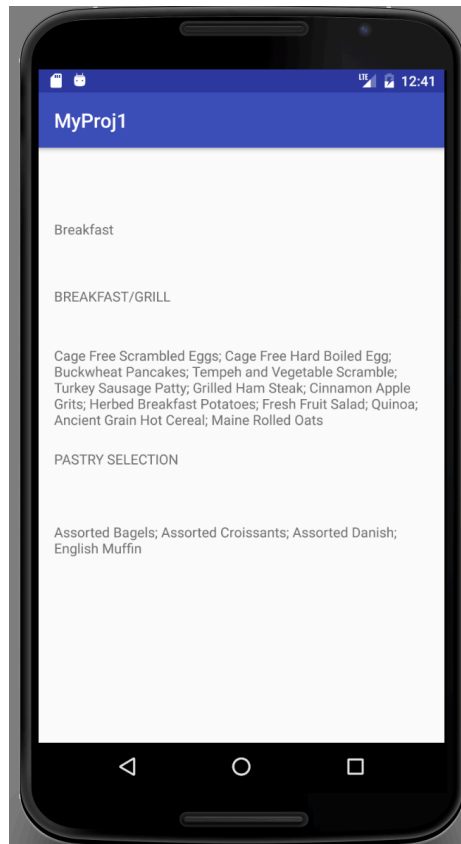 LTE 12:41
MyProj1
Breakfast
BREAKFAST/GRILL
Cage Free Scrambled Eggs; Cage Free Hard Boiled Egg;
Buckwheat Pancakes; Tempeh and Vegetable Scramble;
Turkey Sausage Patty; Grilled Ham Steak; Cinnamon Apple
Grits; Herbed Breakfast Potatoes; Fresh Fruit Salad; Quinoa;
Ancient Grain Hot Cereal; Maine Rolled Oats
PASTRY SELECTION
Assorted Bagels; Assorted Croissants; Assorted Danish;
English Muffin